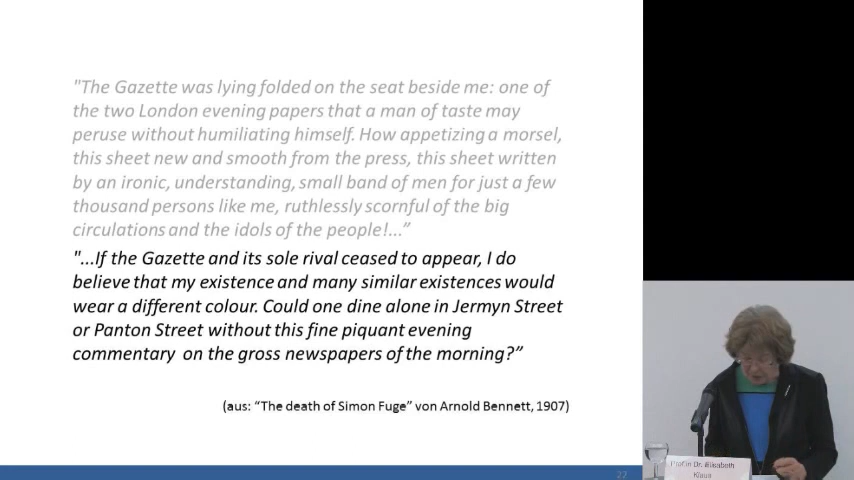 "The Gazette was lying folded on the seat beside me: one of
the two London evening papers that a man of taste may
peruse without humiliating himself. How appetizing a morsel,
this sheet new and smooth from the press, this sheet written
by an ironic, understanding, small band of men for just a few
thousand persons like me, ruthlessly scornful of the big
circulations and the idols of the people!...”
"...If the Gazette and its sole rival ceased to appear, I do
believe that my existence and many similar existences would
wear a different colour. Could one dine alone in Jermyn Street
or Panton Street without this fine piquant evening
commentary on the gross newspapers of the morning?”
(aus: “The death of Simon Fuge” von Arnold Bennett, 1907)
27
Prof.in Dr. Elisabeth
Klaus